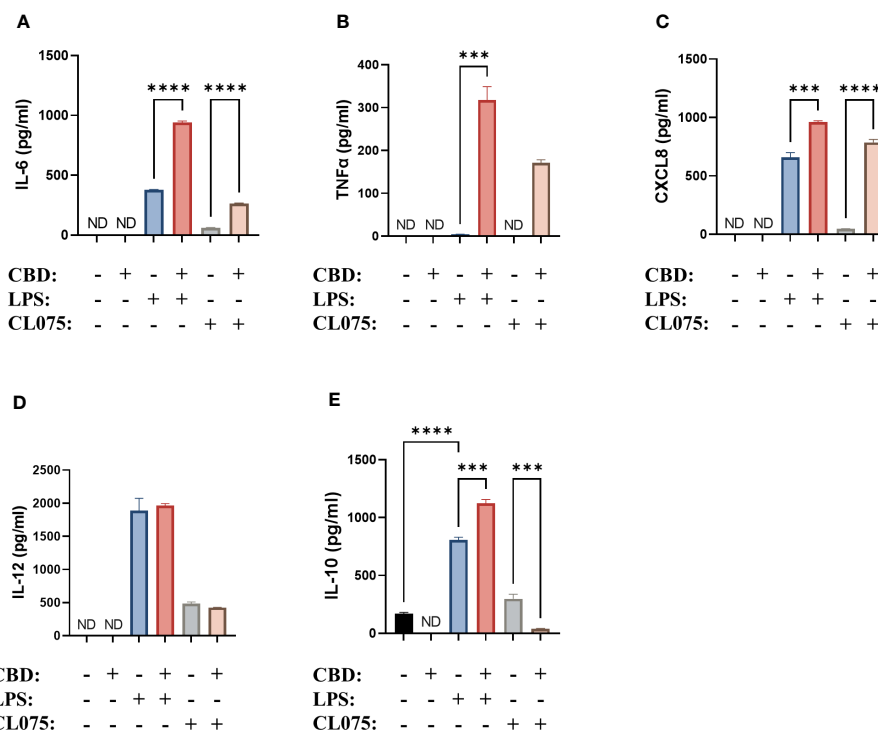 A
B
C
1500
1000
500
0
IL-6 (pg/ml)
ND ND
**** ****
400
300
200
100
0
TNFα (pg/ml)
ND ND ND
***
1500
1000
500
0
CXCL8 (pg/ml)
ND ND
*** ****
CBD: - + - + - +
LPS: - - + + - -
CL075: - - - - + +
CBD: - + - + - +
LPS: - - + + - -
CL075: - - - - + +
CBD: - + - + - +
LPS: - - + + - -
CL075: - - - - + +
D
E
2500
2000
1500
1000
500
0
IL-12 (pg/ml)
ND ND
1500
1000
500
0
IL-10 (pg/ml)
ND
****
*** ***
CBD: - + - + - +
LPS: - - + + - -
CL075: - - - - + +
CBD: - + - + - +
LPS: - - + + - -
CL075: - - - - + +